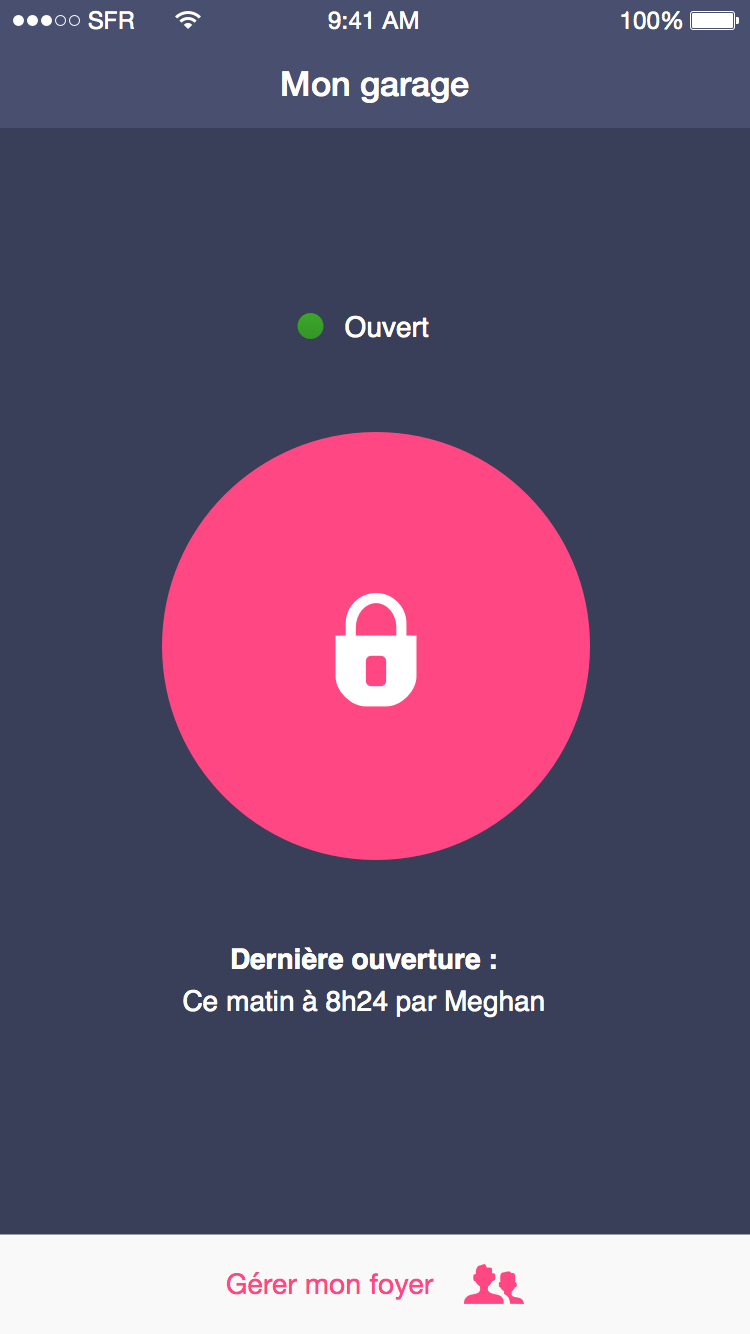 SFR 9:41 AM 100%
Mon garage
Ouvert
Dernière ouverture :
Ce matin à 8h24 par Meghan
Gérer mon foyer